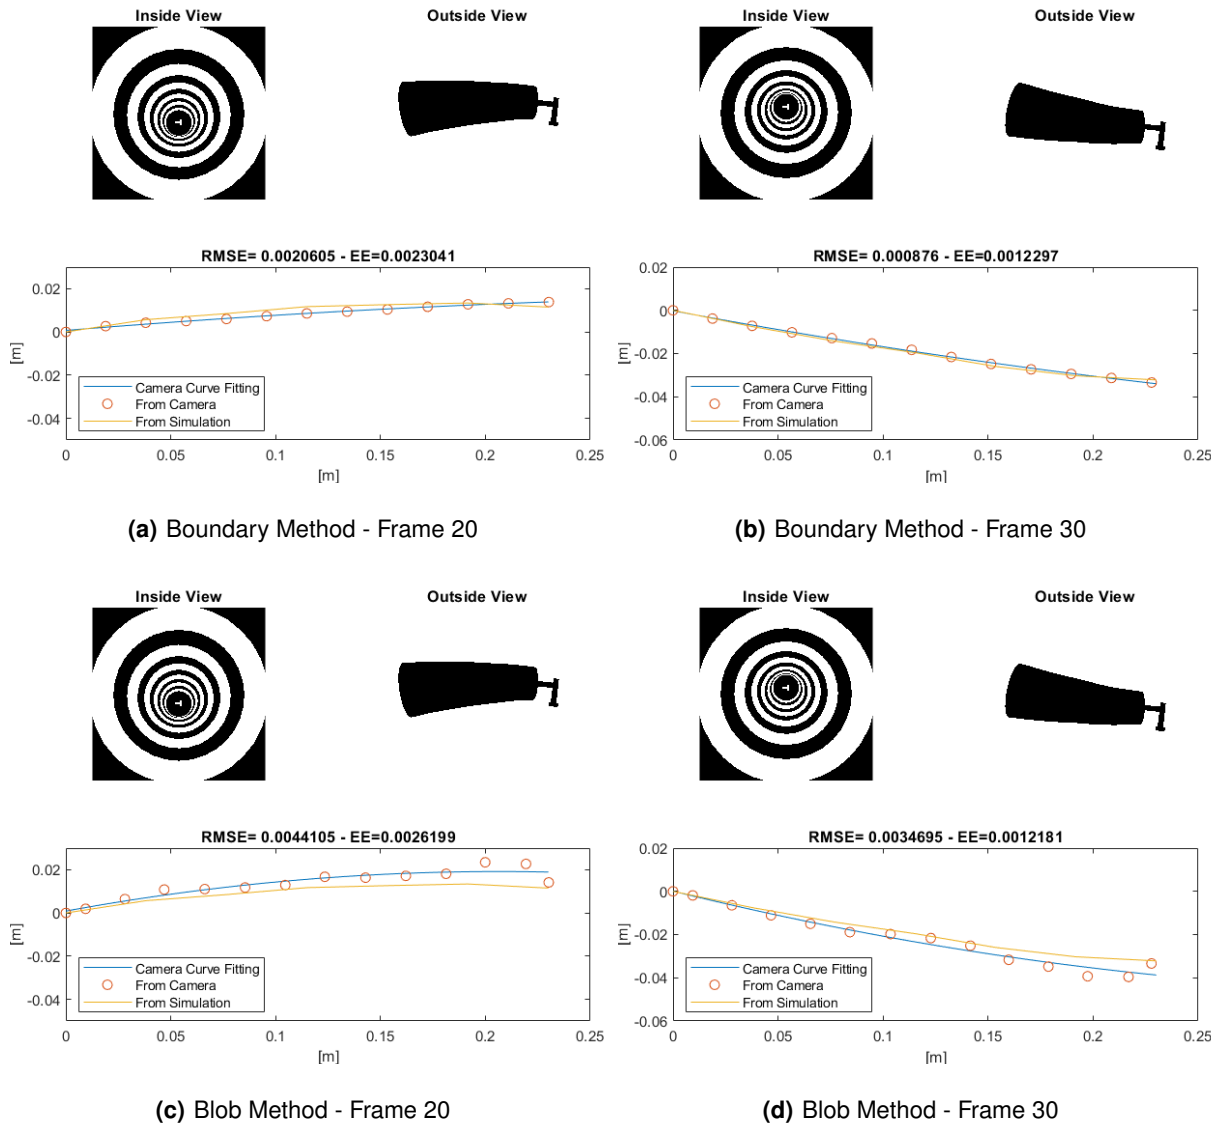 Inside View
Outside View
Inside View
Outside View
RMSE= 0.0020605 - EE=0.0023041
0.02
0
-0.02
-0.04
[m]
Camera Curve Fitting
From Camera
From Simulation
0
0.05
0.1
0.15
0.2
0.25
[m]
RMSE= 0.000876 - EE=0.0012297
0.02
0
-0.02
-0.04
-0.06
[m]
Camera Curve Fitting
From Camera
From Simulation
0
0.05
0.1
0.15
0.2
0.25
[m]
(a) Boundary Method - Frame 20
(b) Boundary Method - Frame 30
Inside View
Outside View
Inside View
Outside View
RMSE= 0.0044105 - EE=0.0026199
0.02
0
-0.02
-0.04
[m]
Camera Curve Fitting
From Camera
From Simulation
0
0.05
0.1
0.15
0.2
0.25
[m]
RMSE= 0.0034695 - EE=0.0012181
0.02
0
-0.02
-0.04
-0.06
[m]
Camera Curve Fitting
From Camera
From Simulation
0
0.05
0.1
0.15
0.2
0.25
[m]
(c) Blob Method - Frame 20
(d) Blob Method - Frame 30